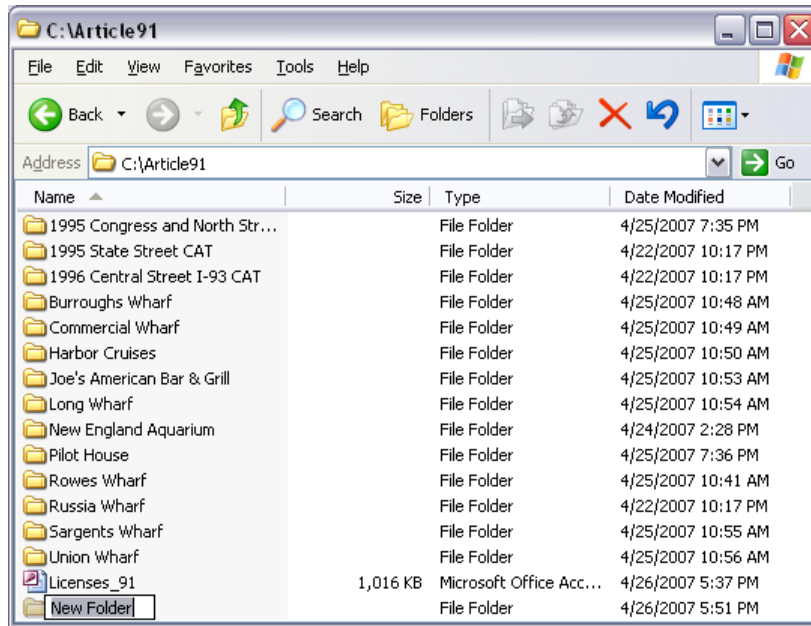 C:\Article91
File Edit View Favorites Tools Help
Back Search Folders
Address C:\Article91 Go
Name Size Type Date Modified
1995 Congress and North Str... File Folder 4/25/2007 7:35 PM
1995 State Street CAT File Folder 4/22/2007 10:17 PM
1996 Central Street I-93 CAT File Folder 4/22/2007 10:17 PM
Burroughs Wharf File Folder 4/25/2007 10:48 AM
Commercial Wharf File Folder 4/25/2007 10:49 AM
Harbor Cruises File Folder 4/25/2007 10:50 AM
Joe's American Bar & Grill File Folder 4/25/2007 10:53 AM
Long Wharf File Folder 4/25/2007 10:54 AM
New England Aquarium File Folder 4/24/2007 2:28 PM
Pilot House File Folder 4/25/2007 7:36 PM
Rowes Wharf File Folder 4/25/2007 10:41 AM
Russia Wharf File Folder 4/22/2007 10:17 PM
Sargents Wharf File Folder 4/25/2007 10:55 AM
Union Wharf File Folder 4/25/2007 10:56 AM
Licenses_91 1,016 KB Microsoft Office Acc... 4/26/2007 5:37 PM
New Folder File Folder 4/26/2007 5:51 PM